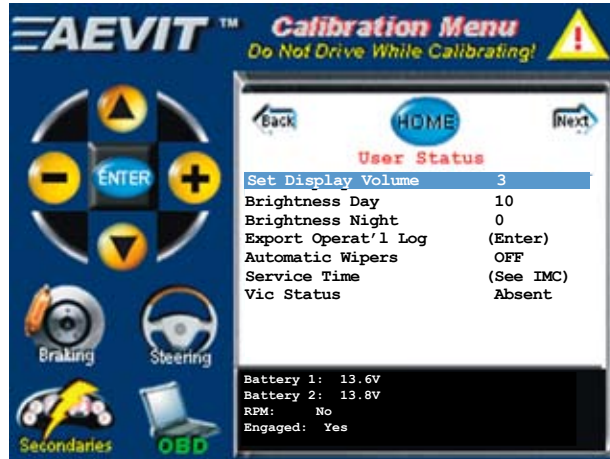 AEVIT ™
Calibration Menu
Do Not Drive While Calibrating!
!
Back
HOME
Next
User Status
Set Display Volume 3
Brightness Day 10
Brightness Night 0
Export Operat'l Log (Enter)
Automatic Wipers OFF
Service Time (See IMC)
Vic Status Absent
ENTER
Braking
Steering
Secondaries
OBD
Battery 1: 13.6V
Battery 2: 13.8V
RPM: No
Engaged: Yes